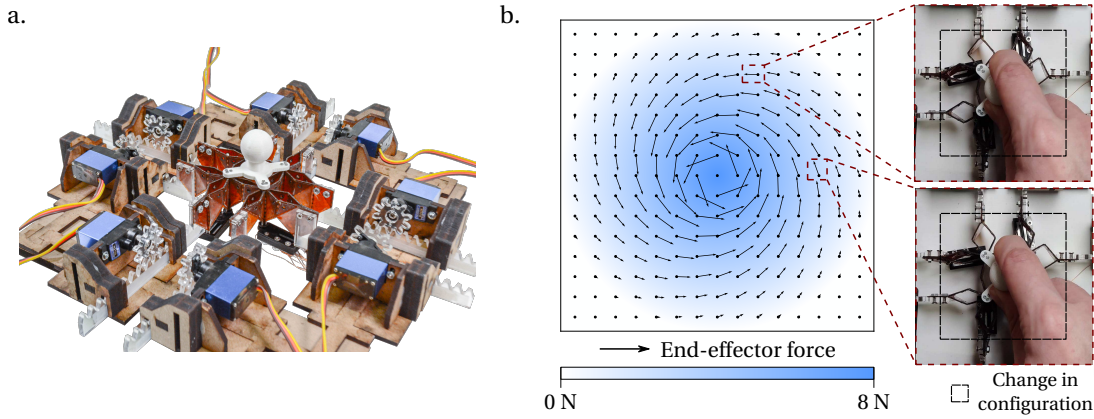 a.
b.
End-effector force
0 N
8 N
Change in
configuration